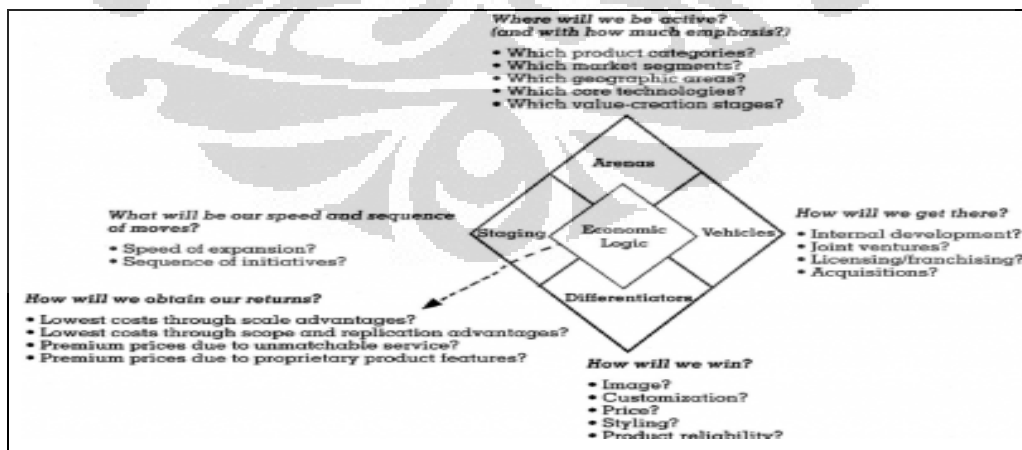 Where will we be active?
(and with how much emphasis?)
• Which product categories?
• Which market segments?
• Which geographic areas?
• Which core technologies?
• Which value-creation stages?
Arenas
What will be our speed and sequence
of moves?
• Speed of expansion?
• Sequence of initiatives?
Staging
Economic
Logic
Vehicles
How will we get there?
• Internal development?
• Joint ventures?
• Licensing/franchising?
• Acquisitions?
How will we obtain our returns?
• Lowest costs through scale advantages?
• Lowest costs through scope and replication advantages?
• Premium prices due to unmatchable service?
• Premium prices due to proprietary product features?
Differentiators
How will we win?
• Image?
• Customization?
• Price?
• Styling?
• Product reliability?